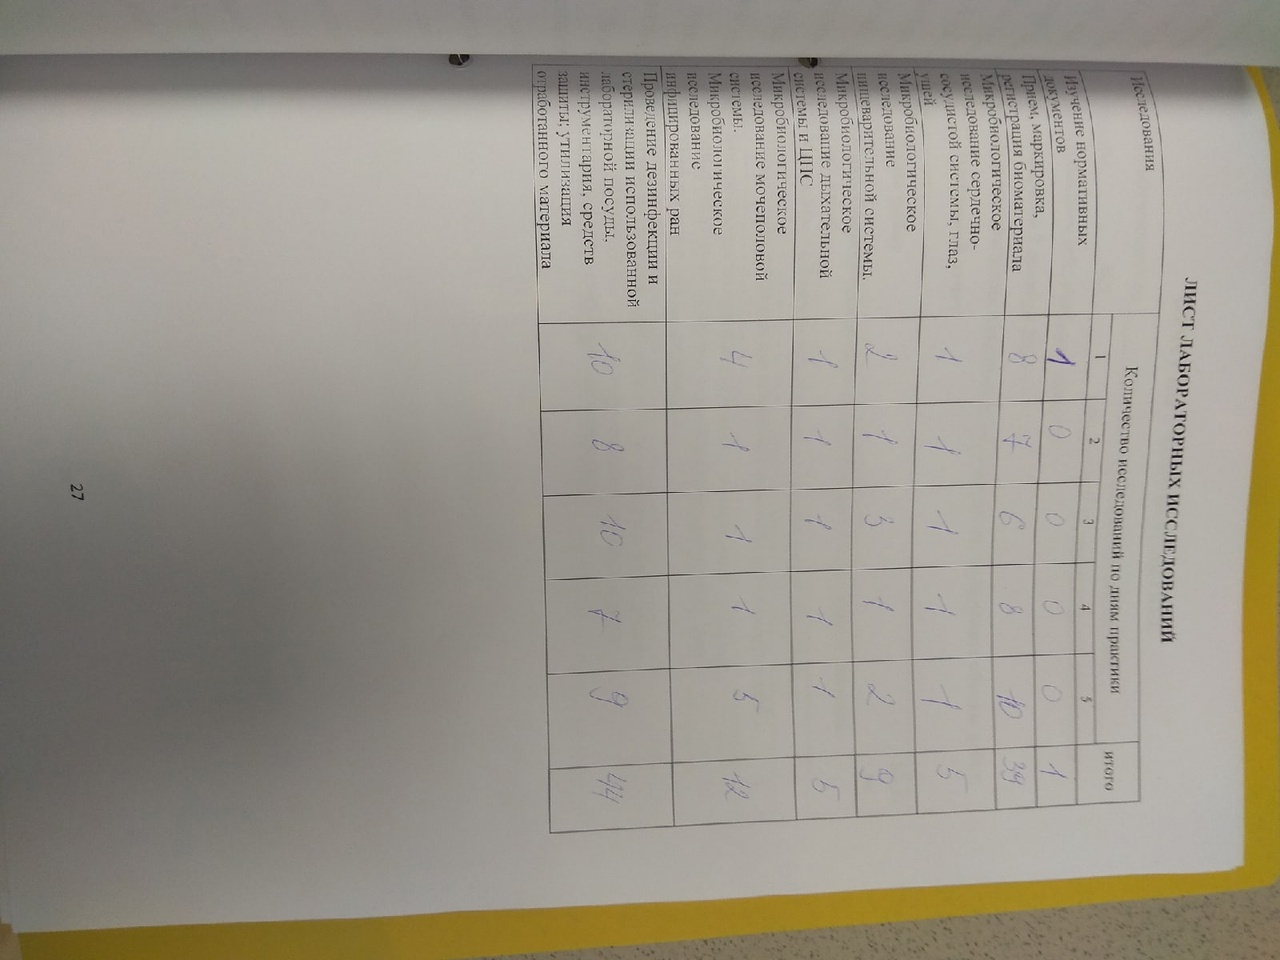 ЛИСТ ЛАБОРАТОРНЫХ ИССЛЕДОВАНИЙ
Исследования
Количество исследований по дням практики
итого
1 2 3 4 5
Изучение нормативных
документов
1 0 0 0 0 1
Прием, маркировка,
регистрация биоматериала
8 7 6 8 10 39
Микробиологическое
исследование сердечно-
сосудистой системы, глаз,
ушей
1 1 1 1 1 5
Микробиологическое
исследование
пищеварительной системы.
2 1 3 1 2 9
Микробиологическое
исследование дыхательной
системы и ЦНС
1 1 1 1 1 5
Микробиологическое
исследование мочеполовой
системы.
Микробиологическое
исследование
инфицированных ран
4 1 1 1 5 12
Проведение дезинфекции и
стерилизации использованной
лабораторной посуды,
инструментария, средств
защиты; утилизация
отработанного материала
10 8 10 7 9 44
27